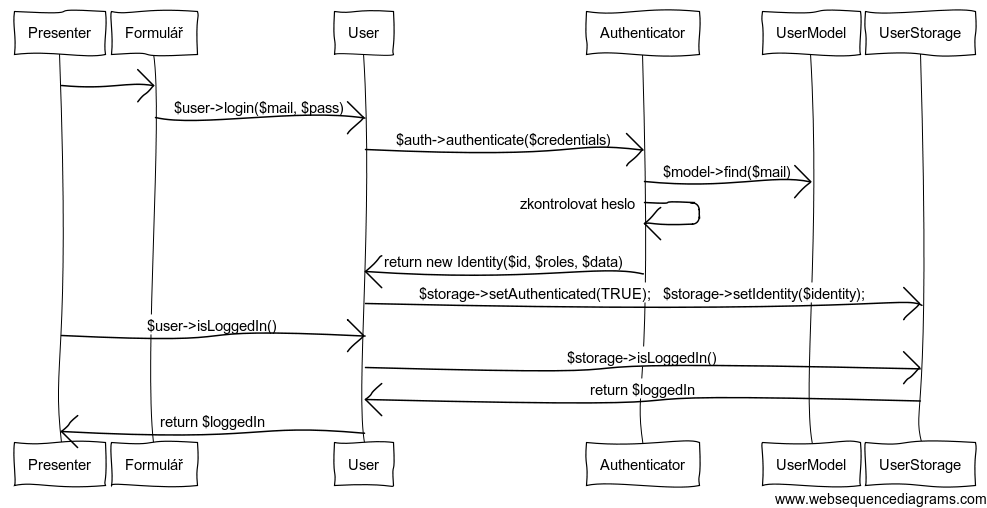 Presenter Formulář User Authenticator UserModel UserStorage
$user->login($mail, $pass)
$auth->authenticate($credentials)
$model->find($mail)
zkontrolovat heslo
return new Identity($id, $roles, $data)
$storage->setAuthenticated(TRUE); $storage->setIdentity($identity);
$user->isLoggedIn()
$storage->isLoggedIn()
return $loggedIn
return $loggedIn
Presenter Formulář User Authenticator UserModel UserStorage
www.websequencediagrams.com